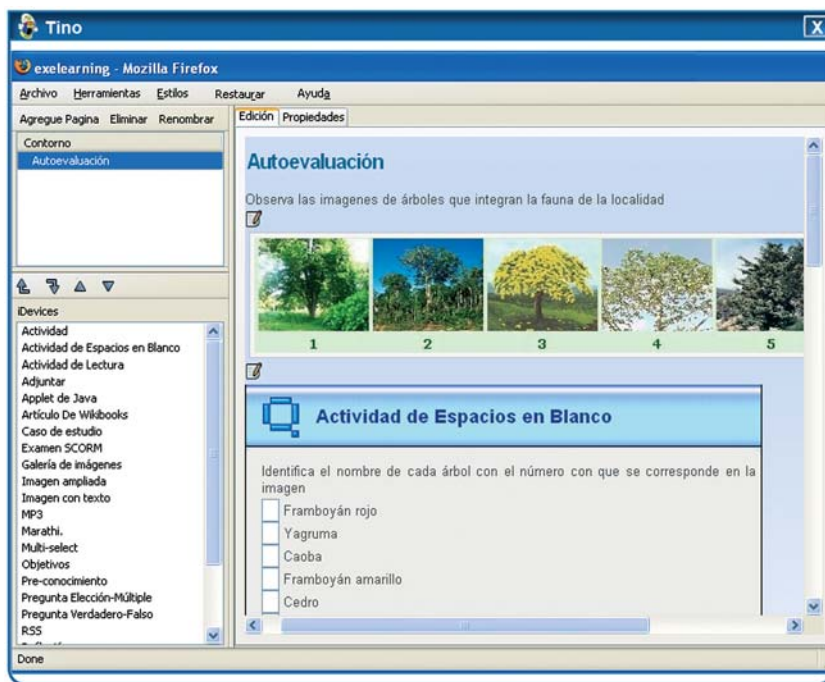 Tino
X
exelearning - Mozilla Firefox
Archivo Herramientas Estilos Restaurar Ayuda
Agregue Pagina Eliminar Renombrar
Contorno
Autoevaluación
iDevices
Actividad
Actividad de Espacios en Blanco
Actividad de Lectura
Adjuntar
Applet de Java
Artículo De Wikibooks
Caso de estudio
Examen SCORM
Galería de imágenes
Imagen ampliada
Imagen con texto
MP3
Marathi.
Multi-select
Objetivos
Pre-conocimiento
Pregunta Elección-Múltiple
Pregunta Verdadero-Falso
RSS
Done
Edición Propiedades
Autoevaluación
Observa las imagenes de árboles que integran la fauna de la localidad
1 2 3 4 5
Actividad de Espacios en Blanco
Identifica el nombre de cada árbol con el número con que se corresponde en la
imagen
Framboyán rojo
Yagruma
Caoba
Framboyán amarillo
Cedro